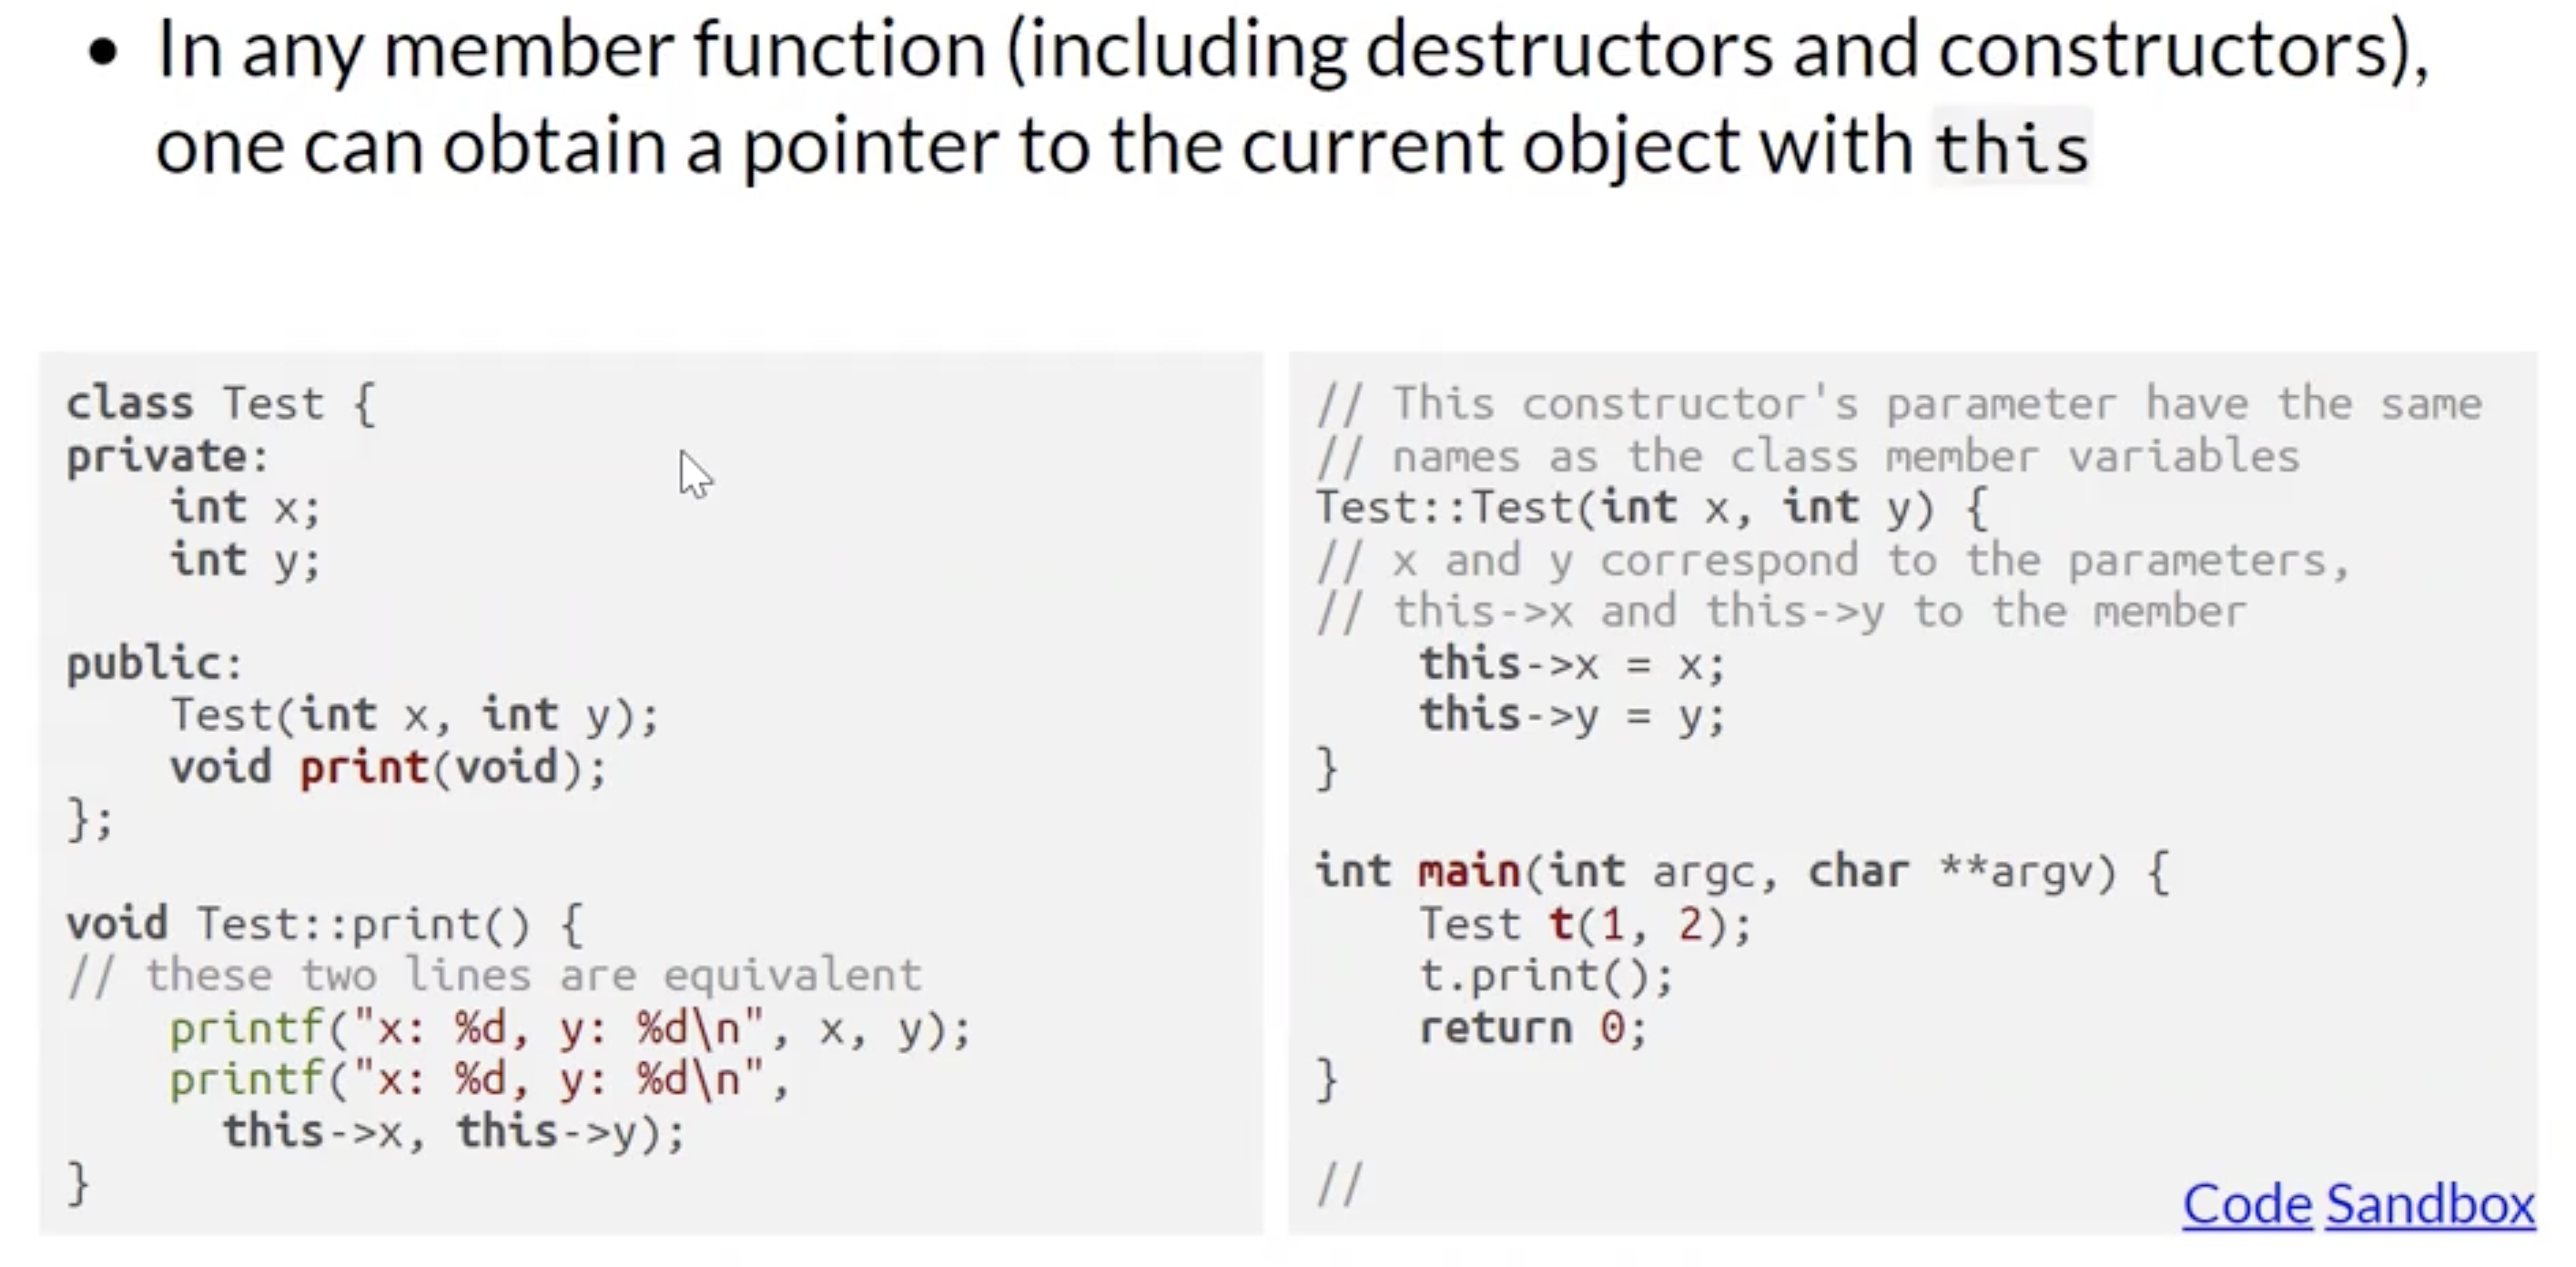 • In any member function (including destructors and constructors),
one can obtain a pointer to the current object with this
class Test {
private:
    int x;
    int y;

public:
    Test(int x, int y);
    void print(void);
};

void Test::print() {
// these two lines are equivalent
    printf("x: %d, y: %d\n", x, y);
    printf("x: %d, y: %d\n",
      this->x, this->y);
}
// This constructor's parameter have the same
// names as the class member variables
Test::Test(int x, int y) {
// x and y correspond to the parameters,
// this->x and this->y to the member
    this->x = x;
    this->y = y;
}

int main(int argc, char **argv) {
    Test t(1, 2);
    t.print();
    return 0;
}

//
Code Sandbox